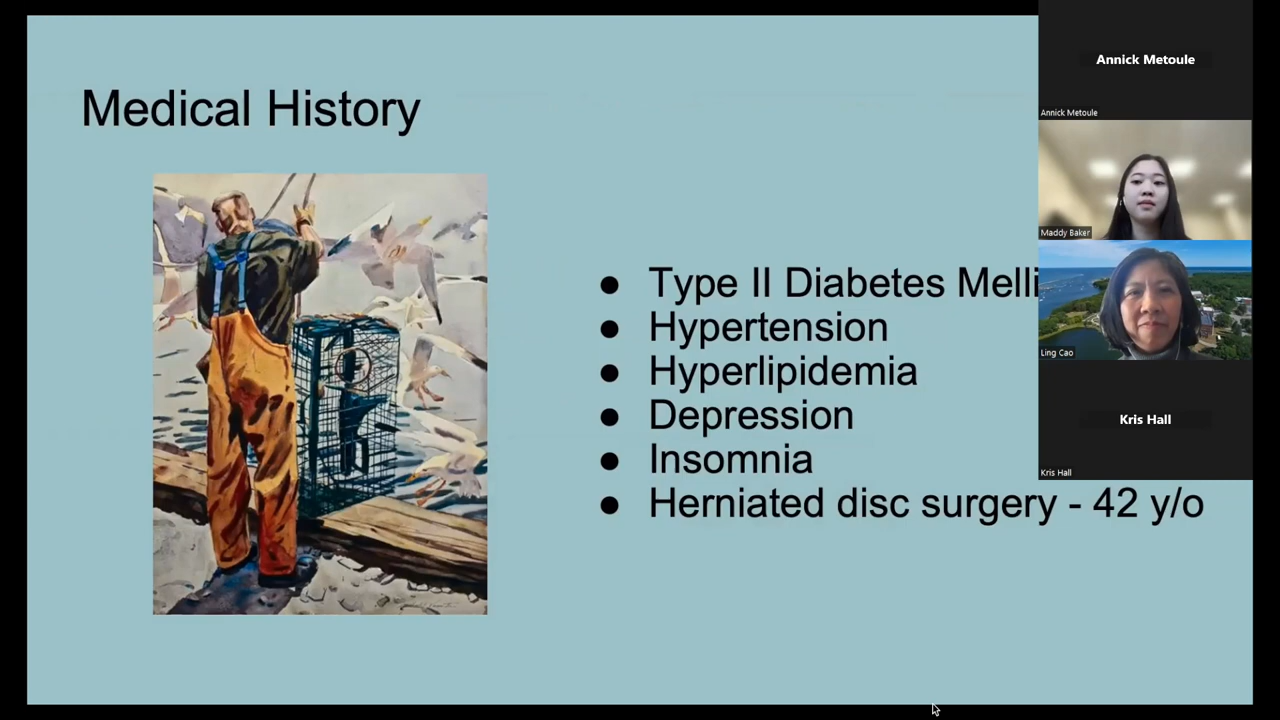 Medical History
● Type II Diabetes Melli
● Hypertension
● Hyperlipidemia
● Depression
● Insomnia
● Herniated disc surgery - 42 y/o
Annick Metoule
Annick Metoule
Maddy Baker
Ling Cao
Kris Hall
Kris Hall